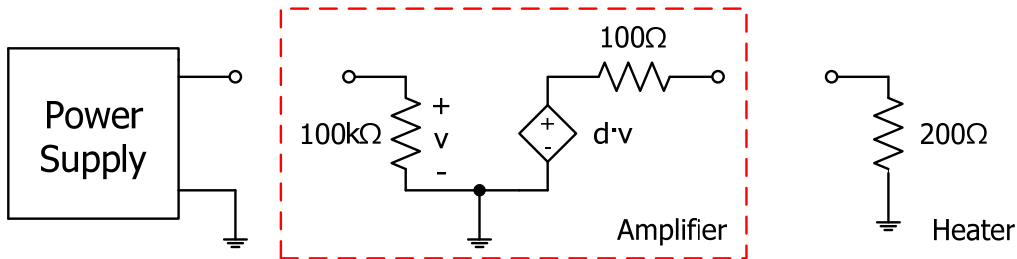 Power
Supply
100kΩ
+
v
-
+
-
d·v
100Ω
Amplifier
200Ω
Heater